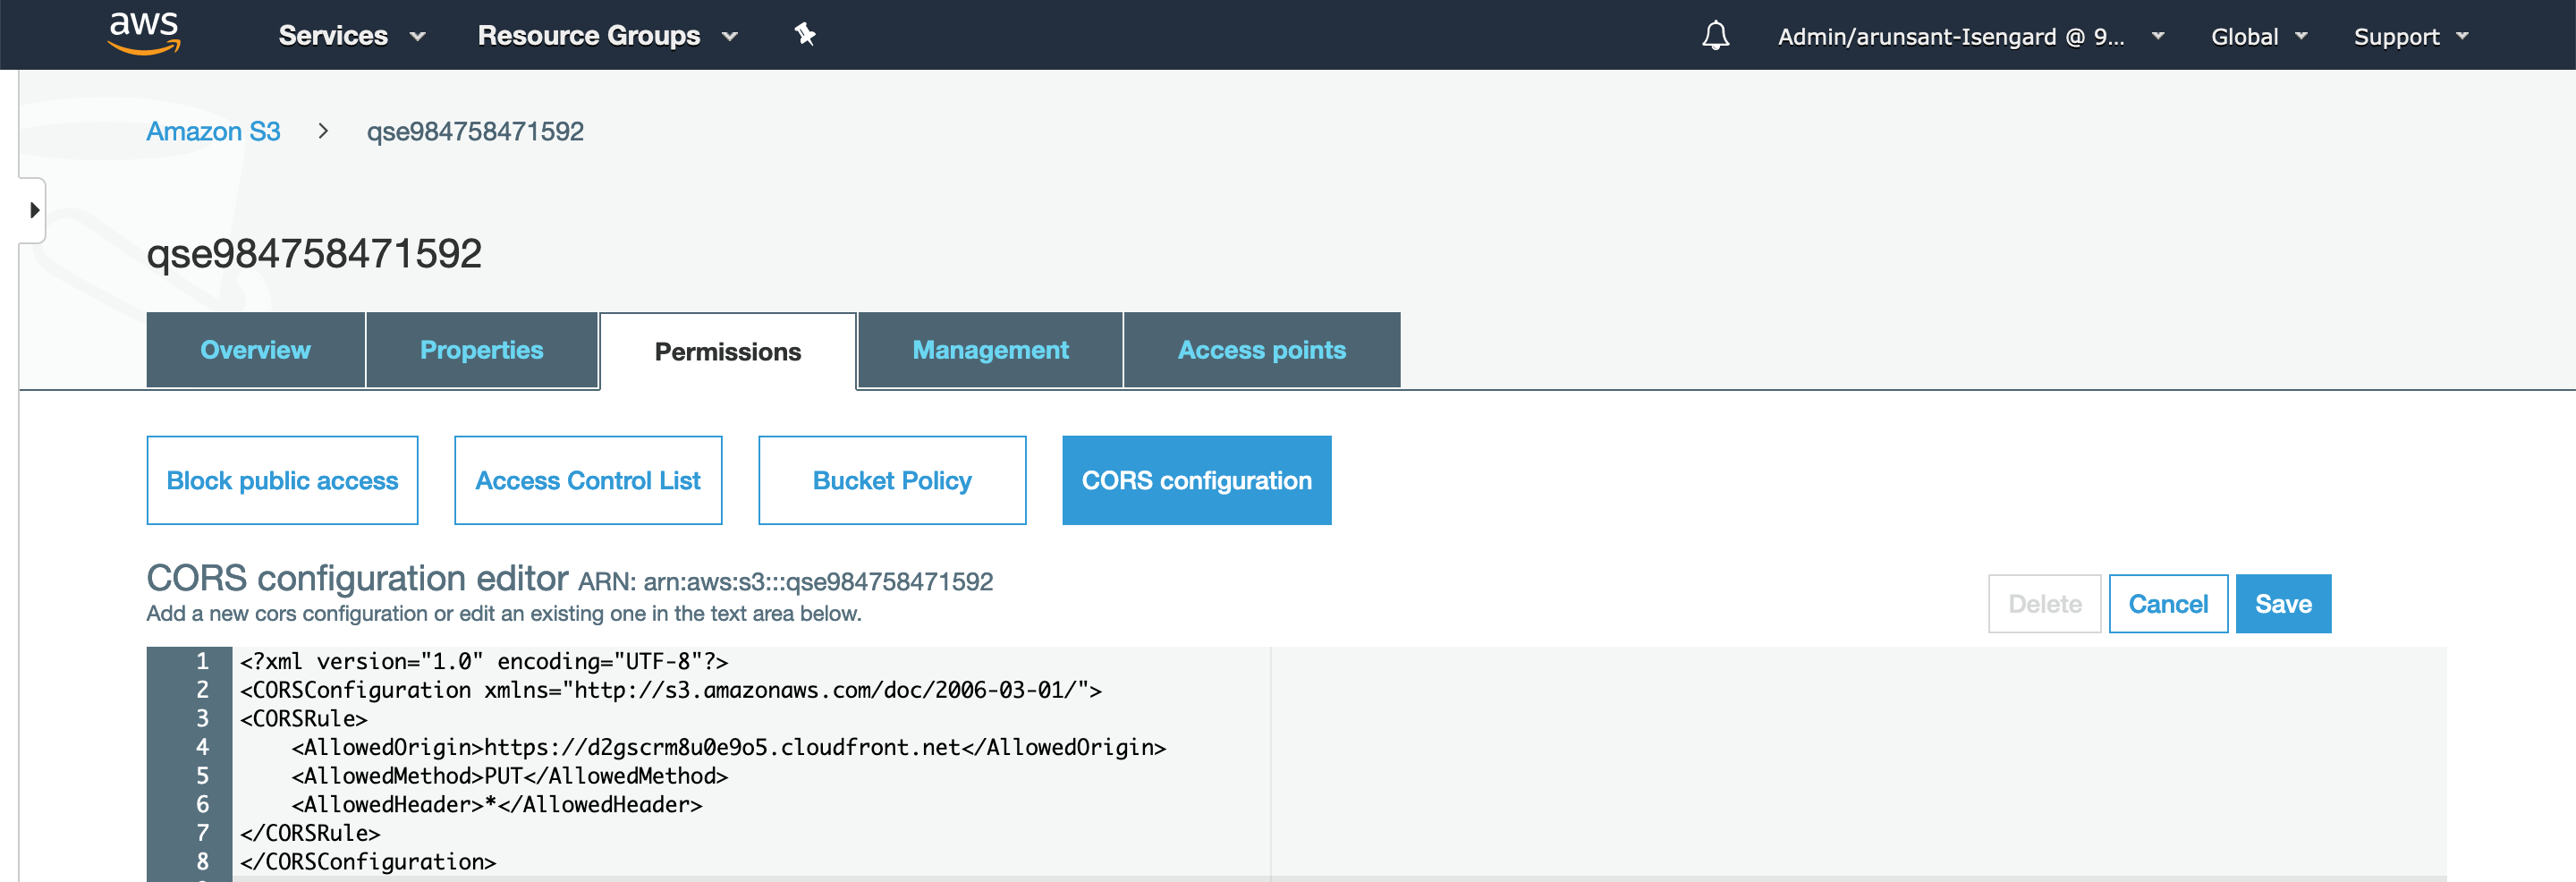 aws Services Resource Groups Admin/arunsant-Isengard @ 9... Global Support
Amazon S3 > qse984758471592
qse984758471592
Overview Properties Permissions Management Access points
Block public access Access Control List Bucket Policy CORS configuration
CORS configuration editor ARN: arn:aws:s3:::qse984758471592
Add a new cors configuration or edit an existing one in the text area below.
Delete Cancel Save
1 <?xml version="1.0" encoding="UTF-8"?>
2 <CORSConfiguration xmlns="http://s3.amazonaws.com/doc/2006-03-01/">
3 <CORSRule>
4     <AllowedOrigin>https://d2gscrm8u0e9o5.cloudfront.net</AllowedOrigin>
5     <AllowedMethod>PUT</AllowedMethod>
6     <AllowedHeader>*</AllowedHeader>
7 </CORSRule>
8 </CORSConfiguration>